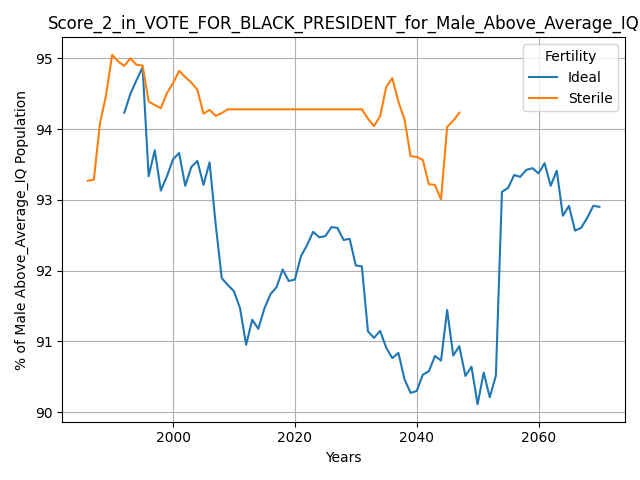 Score_2_in_VOTE_FOR_BLACK_PRESIDENT_for_Male_Above_Average_IQ
% of Male Above_Average_IQ Population
95
94
93
92
91
90
Fertility
Ideal
Sterile
2000 2020 2040 2060
Years